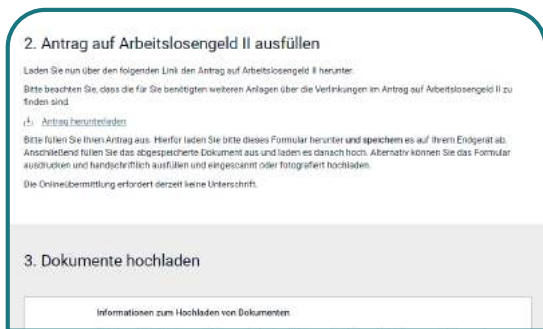 2. Antrag auf Arbeitslosengeld II ausfüllen
Laden Sie nun über den folgenden Link den Antrag auf Arbeitslosengeld II herunter.
Bitte beachten Sie, dass die für Sie benötigten weiteren Anlagen über die Verlinkungen im Antrag auf Arbeitslosengeld II zu
finden sind.
Antrag herunterladen
Bitte füllen Sie Ihren Antrag aus. Hierfür laden Sie bitte dieses Formular herunter und speichern es auf Ihrem Endgerät ab.
Anschließend füllen Sie das abgespeicherte Dokument aus und laden es danach hoch. Alternativ können Sie das Formular
ausdrucken und handschriftlich ausfüllen und eingescannt oder fotografiert hochladen.
Die Onlineübermittlung erfordert derzeit keine Unterschrift.
3. Dokumente hochladen
Informationen zum Hochladen von Dokumenten